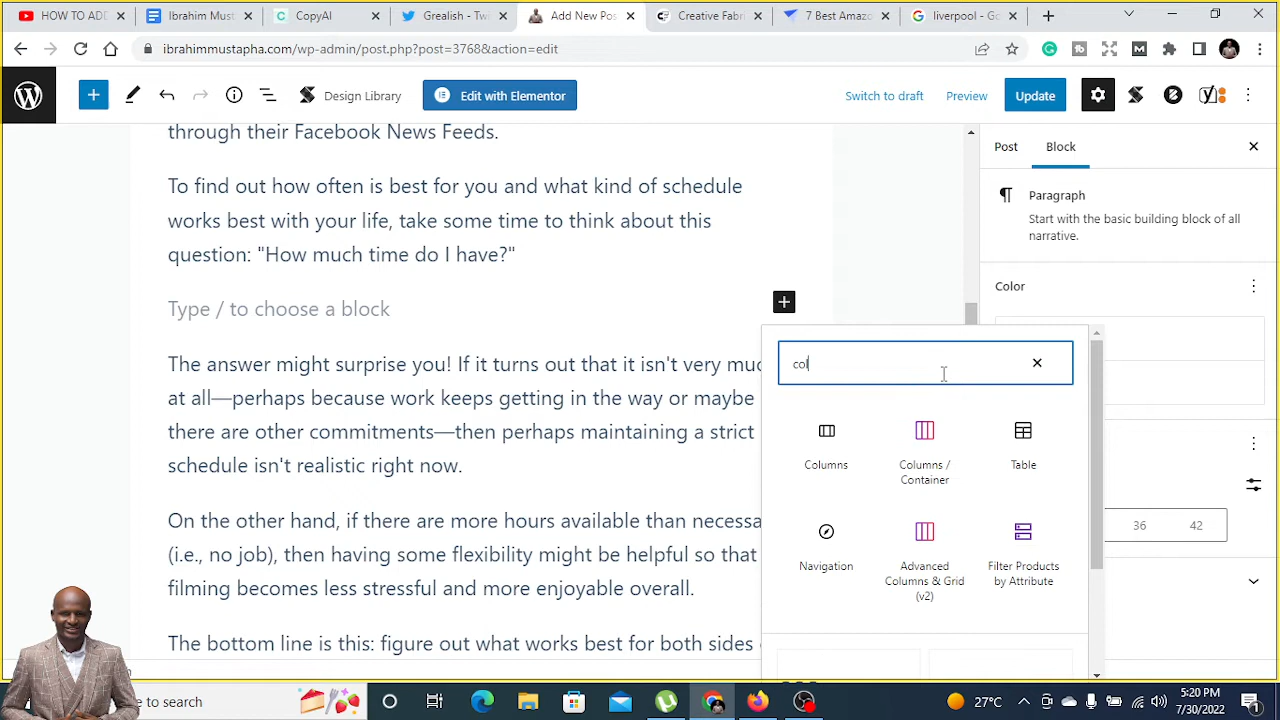 HOW TO ADD
Ibrahim Must
CopyAI
Grealish - Tw
Add New Pos
Creative Fabri
7 Best Amazo
liverpool - Go
ibrahimmustapha.com/wp-admin/post.php?post=3768&action=edit
Design Library
Edit with Elementor
Switch to draft
Preview
Update
through their Facebook News Feeds.
To find out how often is best for you and what kind of schedule
works best with your life, take some time to think about this
question: "How much time do I have?"
Type / to choose a block
The answer might surprise you! If it turns out that it isn't very muc
at all—perhaps because work keeps getting in the way or maybe
there are other commitments—then perhaps maintaining a strict
schedule isn't realistic right now.
On the other hand, if there are more hours available than necessa
(i.e., no job), then having some flexibility might be helpful so that
filming becomes less stressful and more enjoyable overall.
The bottom line is this: figure out what works best for both sides
col
Columns
Columns /
Container
Table
Navigation
Advanced
Columns & Grid
(v2)
Filter Products
by Attribute
Post
Block
Paragraph
Start with the basic building block of all
narrative.
Color
36
42
re to search
27°C
5:20 PM
7/30/2022